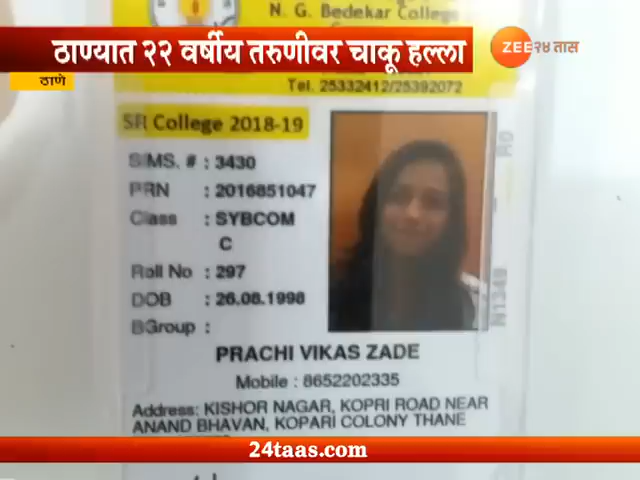 N. G. Bedekar College
ठाण्यात २२ वर्षीय तरुणीवर चाकू हल्ला
ZEE २४ तास
ठाणे
Tel. 25332412/25392072
SR College 2018-19
SIMS. # : 3430
PRN : 2016851047
Class : SYBCOM
C
Roll No : 297
DOB : 26.08.1998
BGroup :
PRACHI VIKAS ZADE
Mobile : 8652202335
Address: KISHOR NAGAR, KOPRI ROAD NEAR
ANAND BHAVAN, KOPARI COLONY THANE
24taas.com